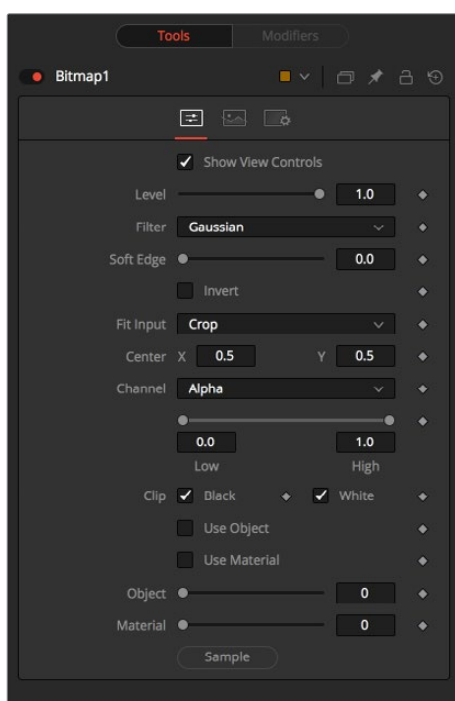 Tools Modifiers
Bitmap1
Show View Controls
Level 1.0
Filter Gaussian
Soft Edge 0.0
Invert
Fit Input Crop
Center X 0.5 Y 0.5
Channel Alpha
0.0 1.0
Low High
Clip Black White
Use Object
Use Material
Object 0
Material 0
Sample